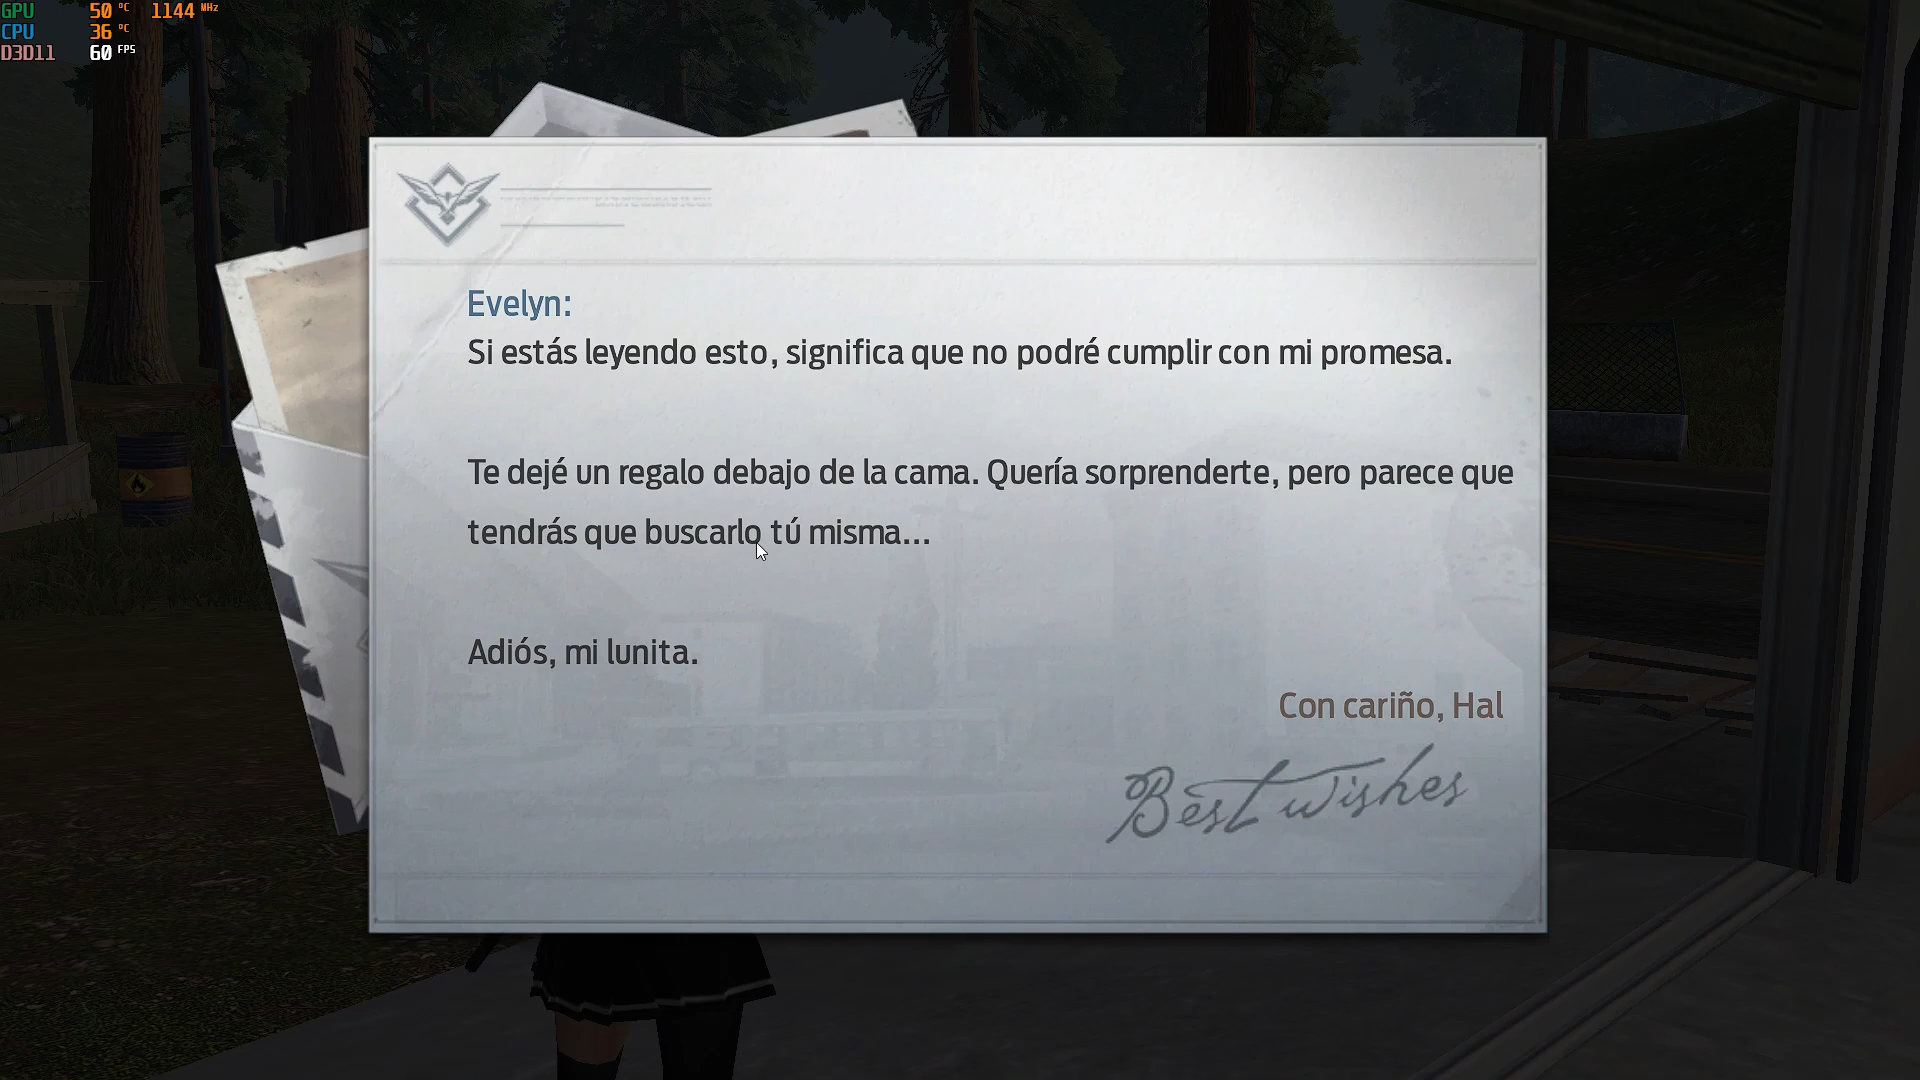 GPU 50 °C 1144 MHz
CPU 36 °C
D3D11 60 FPS
Evelyn:
Si estás leyendo esto, significa que no podré cumplir con mi promesa.
Te dejé un regalo debajo de la cama. Quería sorprenderte, pero parece que
tendrás que buscarlo tú misma...
Adiós, mi lunita.
Con cariño, Hal
Best wishes